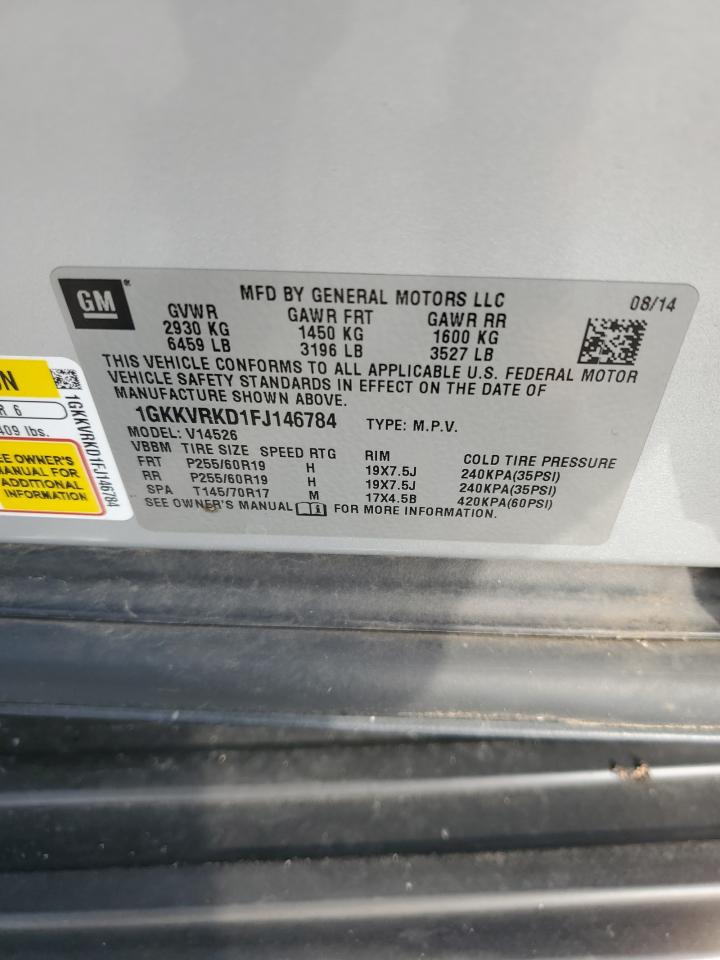 GM
MFD BY GENERAL MOTORS LLC 08/14
GVWR GAWR FRT GAWR RR
2930 KG 1450 KG 1600 KG
6459 LB 3196 LB 3527 LB
THIS VEHICLE CONFORMS TO ALL APPLICABLE U.S. FEDERAL MOTOR
VEHICLE SAFETY STANDARDS IN EFFECT ON THE DATE OF
MANUFACTURE SHOWN ABOVE.
1GKKVRKD1FJ146784 TYPE: M.P.V.
MODEL: V14526
VBBM TIRE SIZE SPEED RTG RIM COLD TIRE PRESSURE
FRT P255/60R19 H 19X7.5J 240KPA(35PSI)
RR P255/60R19 H 19X7.5J 240KPA(35PSI)
SPA T145/70R17 M 17X4.5B 420KPA(60PSI)
SEE OWNER'S MANUAL FOR MORE INFORMATION.
1GKKVRKD1FJ146784
R 6
409 lbs.
OWNER'S
MANUAL FOR
ADDITIONAL
INFORMATION